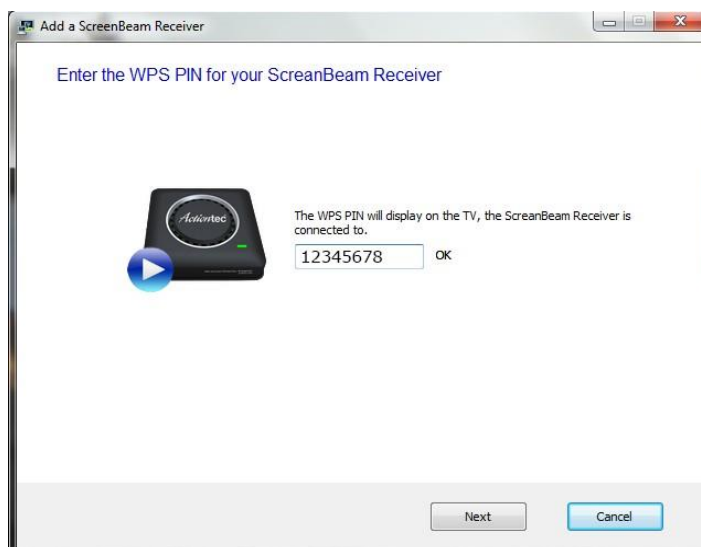 Add a ScreenBeam Receiver
Enter the WPS PIN for your ScreanBeam Receiver
Actiontec
The WPS PIN will display on the TV, the ScreanBeam Receiver is
connected to.
12345678 OK
Next Cancel